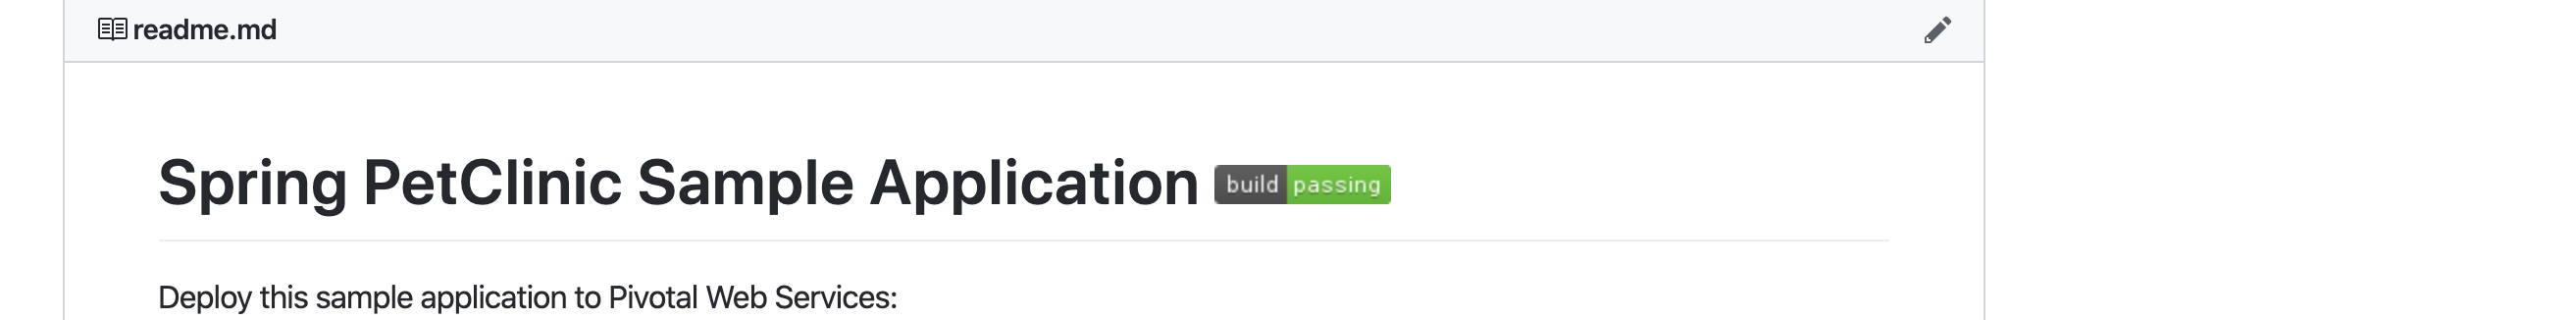 readme.md
Spring PetClinic Sample Application build passing
Deploy this sample application to Pivotal Web Services: